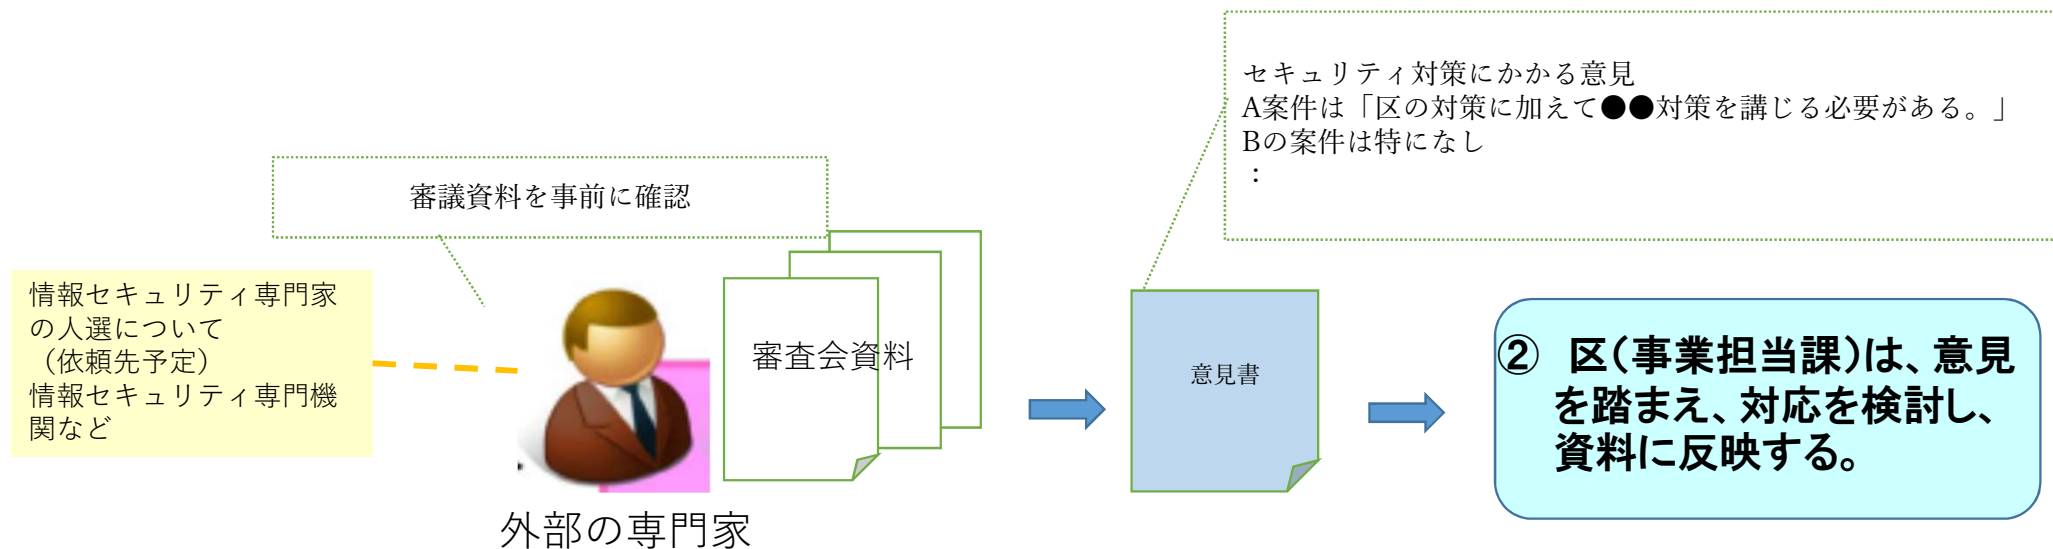 セキュリティ対策にかかる意見
A案件は「区の対策に加えて●●対策を講じる必要がある。」
Bの案件は特になし
：
審議資料を事前に確認
情報セキュリティ専門家
の人選について
（依頼先予定）
情報セキュリティ専門機
関など
審査会資料
意見書
② 区（事業担当課）は、意見
を踏まえ、対応を検討し、
資料に反映する。
外部の専門家